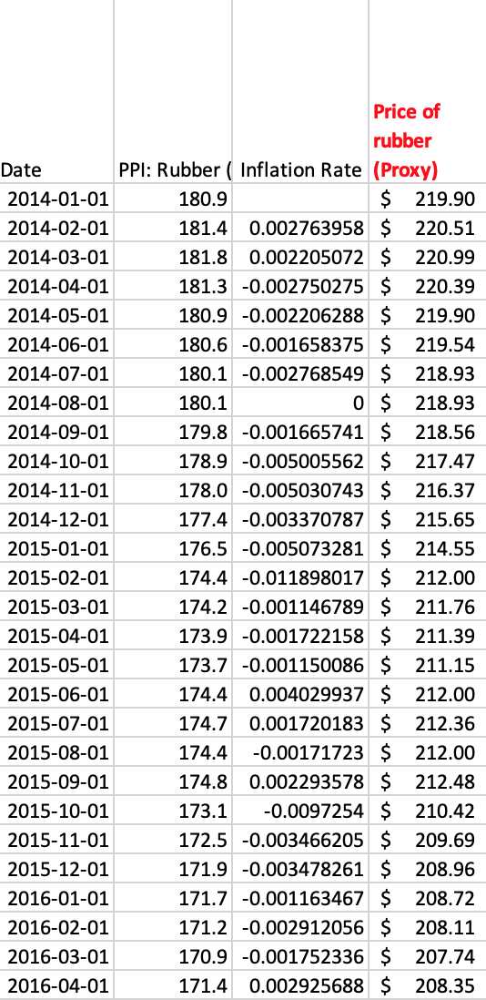 Price of
rubber
Date PPI: Rubber ( Inflation Rate (Proxy)
2014-01-01 180.9 $ 219.90
2014-02-01 181.4 0.002763958 $ 220.51
2014-03-01 181.8 0.002205072 $ 220.99
2014-04-01 181.3 -0.002750275 $ 220.39
2014-05-01 180.9 -0.002206288 $ 219.90
2014-06-01 180.6 -0.001658375 $ 219.54
2014-07-01 180.1 -0.002768549 $ 218.93
2014-08-01 180.1 0 $ 218.93
2014-09-01 179.8 -0.001665741 $ 218.56
2014-10-01 178.9 -0.005005562 $ 217.47
2014-11-01 178.0 -0.005030743 $ 216.37
2014-12-01 177.4 -0.003370787 $ 215.65
2015-01-01 176.5 -0.005073281 $ 214.55
2015-02-01 174.4 -0.011898017 $ 212.00
2015-03-01 174.2 -0.001146789 $ 211.76
2015-04-01 173.9 -0.001722158 $ 211.39
2015-05-01 173.7 -0.001150086 $ 211.15
2015-06-01 174.4 0.004029937 $ 212.00
2015-07-01 174.7 0.001720183 $ 212.36
2015-08-01 174.4 -0.00171723 $ 212.00
2015-09-01 174.8 0.002293578 $ 212.48
2015-10-01 173.1 -0.0097254 $ 210.42
2015-11-01 172.5 -0.003466205 $ 209.69
2015-12-01 171.9 -0.003478261 $ 208.96
2016-01-01 171.7 -0.001163467 $ 208.72
2016-02-01 171.2 -0.002912056 $ 208.11
2016-03-01 170.9 -0.001752336 $ 207.74
2016-04-01 171.4 0.002925688 $ 208.35